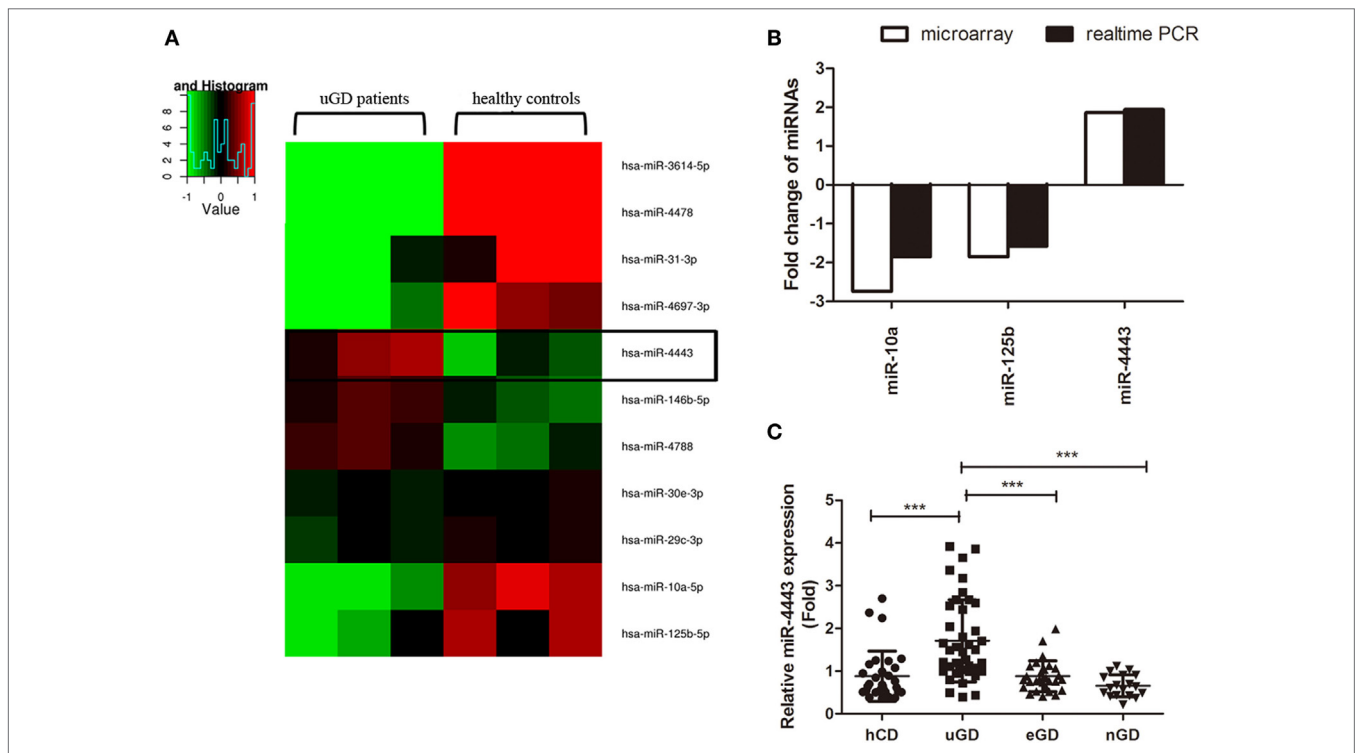 A
and Histogram
0 2 4 6 8
-1 0 1
Value
uGD patients
healthy controls
hsa-miR-3614-5p
hsa-miR-4478
hsa-miR-31-3p
hsa-miR-4697-3p
hsa-miR-4443
hsa-miR-146b-5p
hsa-miR-4788
hsa-miR-30e-3p
hsa-miR-29c-3p
hsa-miR-10a-5p
hsa-miR-125b-5p
B
microarray
realtime PCR
Fold change of miRNAs
3
2
1
0
-1
-2
-3
miR-10a
miR-125b
miR-4443
C
***
***
***
Relative miR-4443 expression
(Fold)
5
4
3
2
1
0
hCD uGD eGD nGD